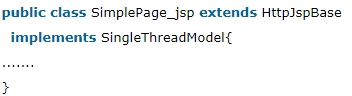 public class SimplePage_jsp extends HttpJspBase
implements SingleThreadModel{
.......
}